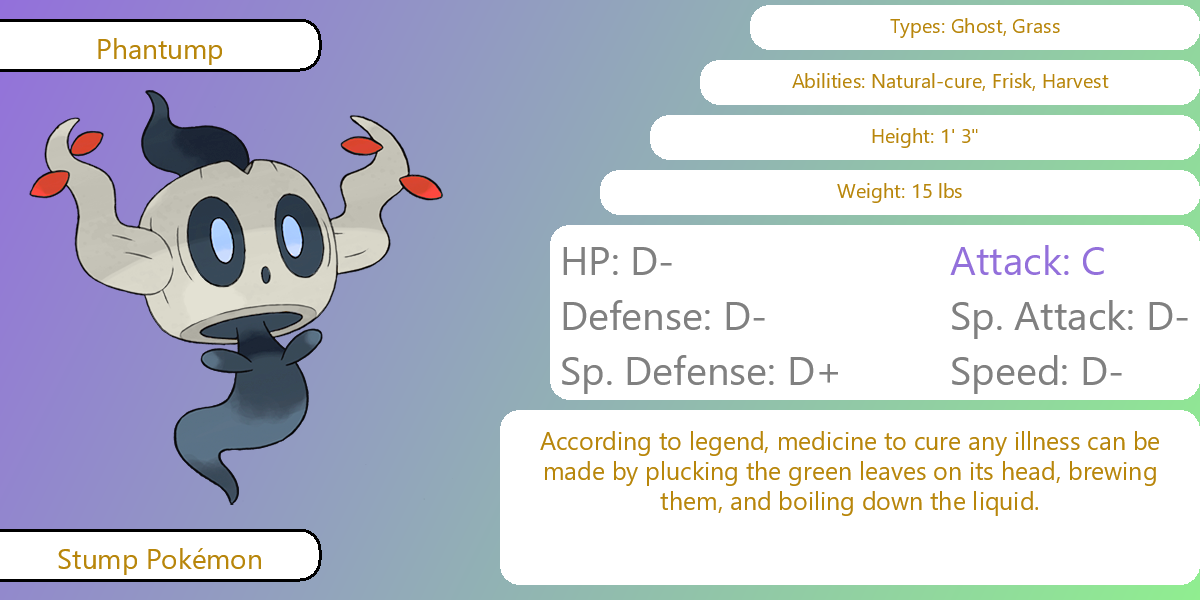 Phantump
Types: Ghost, Grass
Abilities: Natural-cure, Frisk, Harvest
Height: 1' 3"
Weight: 15 lbs
HP: D-
Attack: C
Defense: D-
Sp. Attack: D-
Sp. Defense: D+
Speed: D-
According to legend, medicine to cure any illness can be
made by plucking the green leaves on its head, brewing
them, and boiling down the liquid.
Stump Pokémon